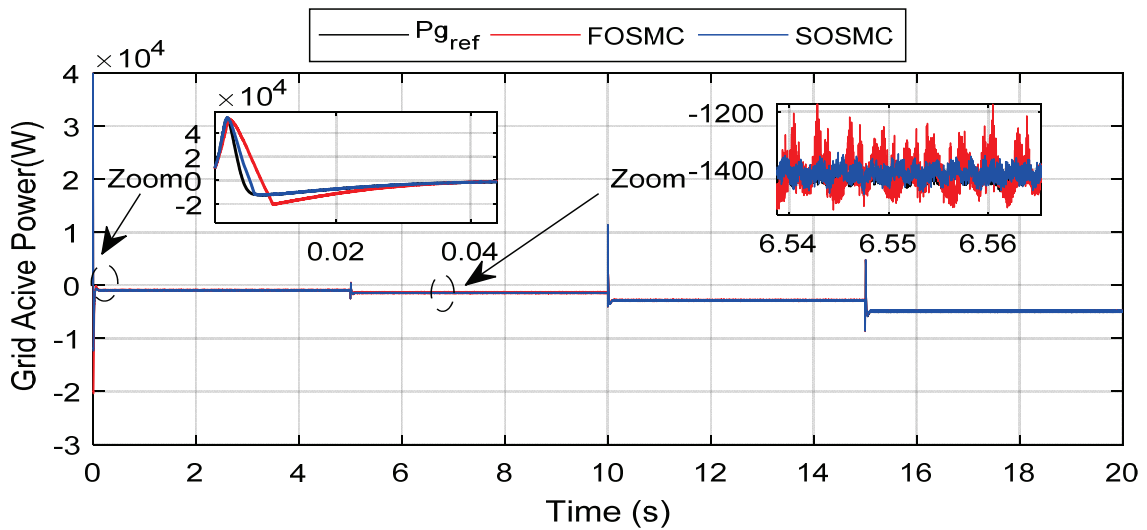 Pg_ref FOSMC SOSMC
× 10^4
4
3
2
1
0
-1
-2
-3
Grid Acive Power(W)
0 2 4 6 8 10 12 14 16 18 20
Time (s)
Zoom
× 10^4
4
2
0
-2
0.02 0.04
Zoom
-1200
-1400
6.54 6.55 6.56